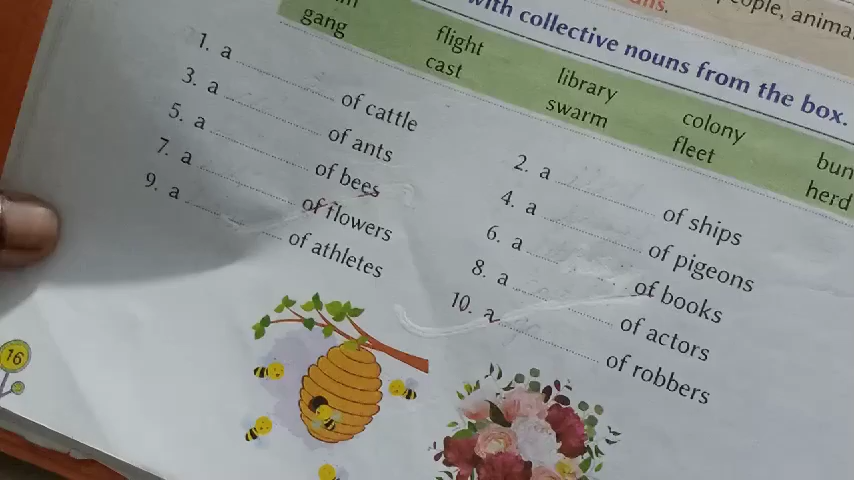 people, anima
with collective nouns from the box.
gang flight library colony bun
cast swarm fleet herd
1. a of cattle
2. a of ships
3. a of ants
4. a of pigeons
5. a of bees
6. a of books
7. a of flowers
8. a of actors
9. a of athletes
10. a of robbers
16